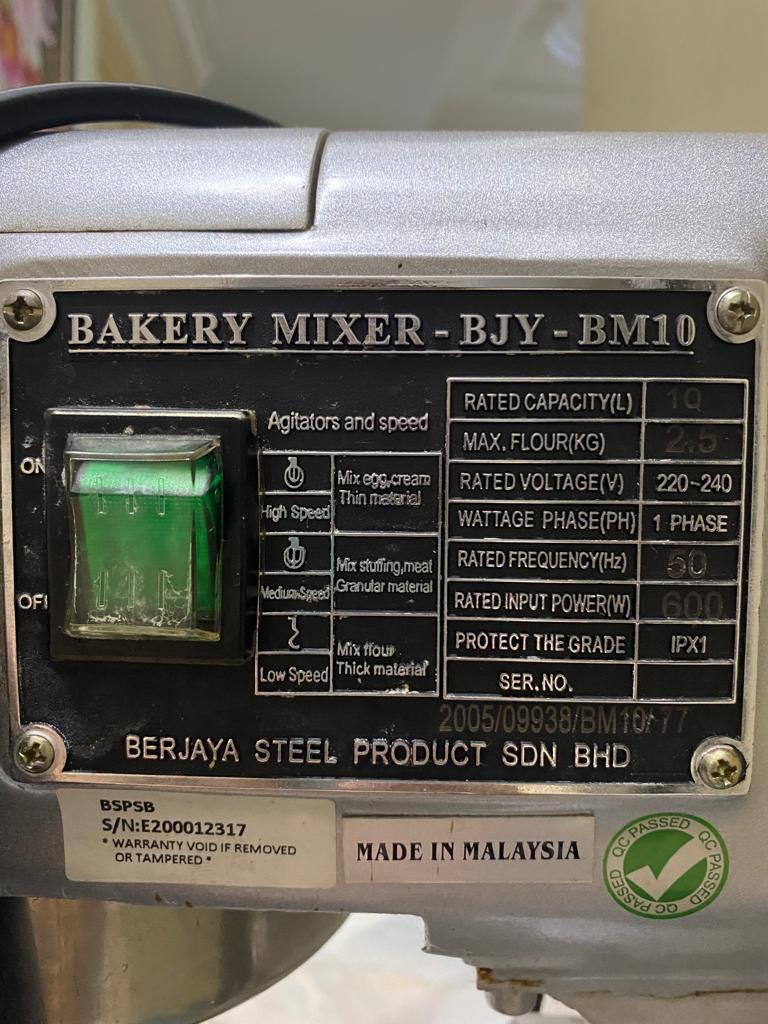 BAKERY MIXER - BJY - BM10
ON
OFF
Agitators and speed
High Speed
Mix egg,cream
Thin material
Medium Speed
Mix stuffing,meat
Granular material
Low Speed
Mix flour
Thick material
RATED CAPACITY(L) 10
MAX. FLOUR(KG) 2.5
RATED VOLTAGE(V) 220-240
WATTAGE PHASE(PH) 1 PHASE
RATED FREQUENCY(Hz) 50
RATED INPUT POWER(W) 600
PROTECT THE GRADE IPX1
SER.NO.
2005/09938/BM10/77
BERJAYA STEEL PRODUCT SDN BHD
BSPSB
S/N:E200012317
* WARRANTY VOID IF REMOVED
OR TAMPERED *
MADE IN MALAYSIA
QC PASSED QC PASSED QC PASSED